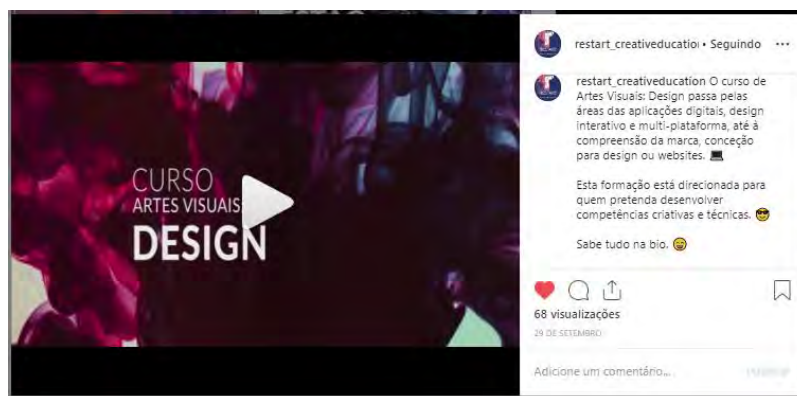 CURSO
ARTES VISUAIS:
DESIGN
restart_creativeducation • Seguindo •••
restart_creativeducation O curso de
Artes Visuais: Design passa pelas
áreas das aplicações digitais, design
interativo e multi-plataforma, até à
compreensão da marca, conceção
para design ou websites. 💻
Esta formação está direcionada para
quem pretenda desenvolver
competências criativas e técnicas. 😎
Sabe tudo na bio. 😄
68 visualizações
29 DE SETEMBRO
Adicione um comentário...